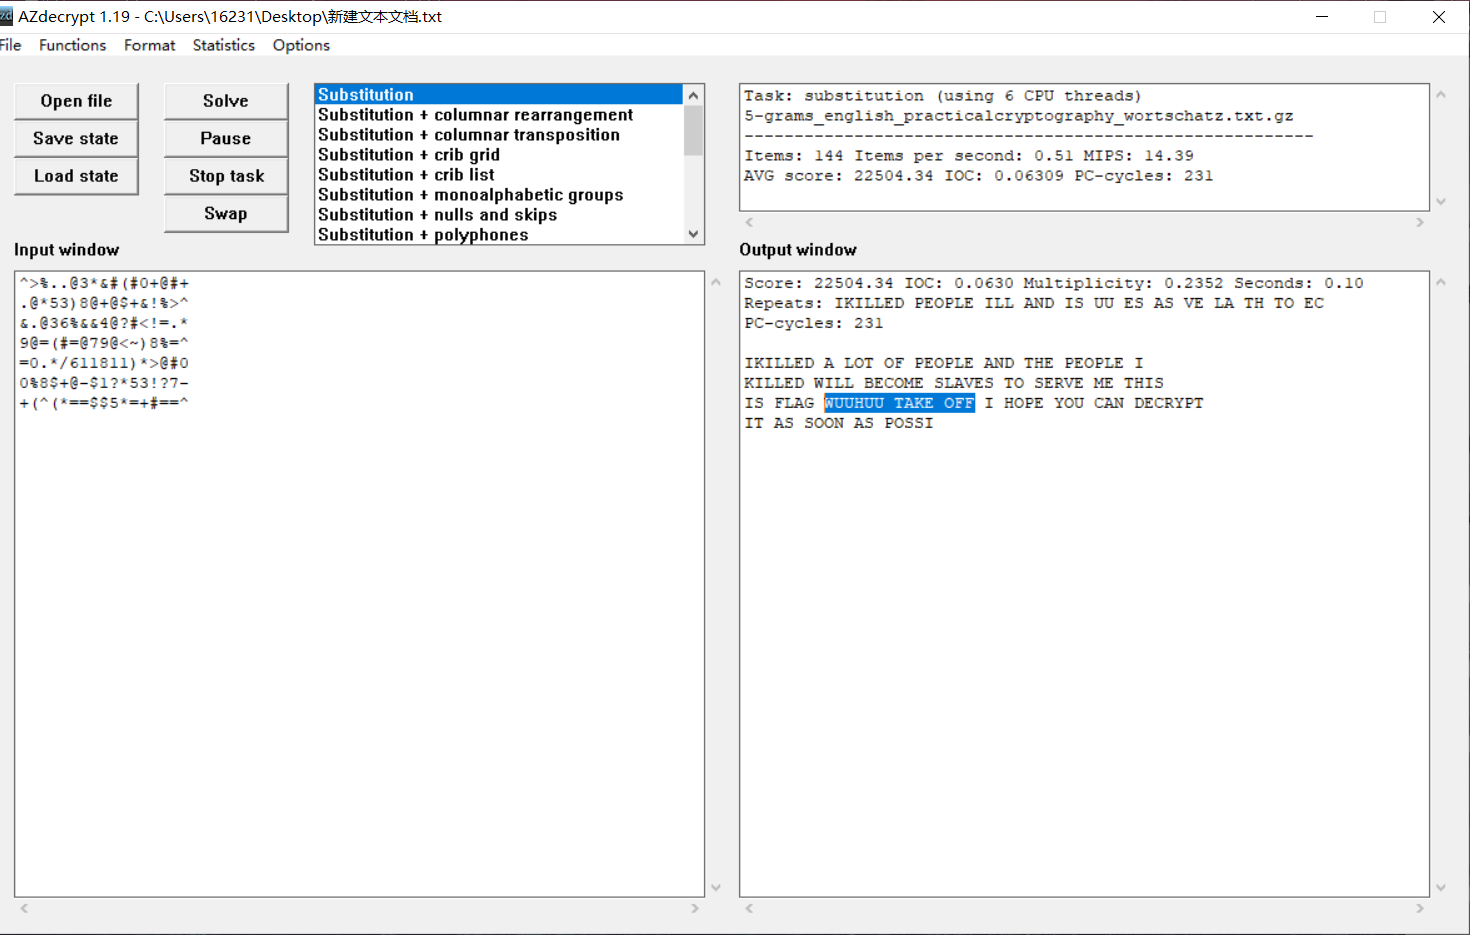 AZdecrypt 1.19 - C:\Users\16231\Desktop\新建文本文档.txt
File Functions Format Statistics Options
Open file
Save state
Load state
Solve
Pause
Stop task
Swap
Substitution
Substitution + columnar rearrangement
Substitution + columnar transposition
Substitution + crib grid
Substitution + crib list
Substitution + monoalphabetic groups
Substitution + nulls and skips
Substitution + polyphones
Task: substitution (using 6 CPU threads)
5-grams_english_practicalcryptography_wortschatz.txt.gz
---------------------------------------------------------
Items: 144 Items per second: 0.51 MIPS: 14.39
AVG score: 22504.34 IOC: 0.06309 PC-cycles: 231
Input window
^>%..@3*&#(#0+@#+
.@*53)8@+@$+&!%>^
&.@36%&&4@?#<!=.*
9@=(#=@79@<~)8%=^
=0.*/611811)*>@#0
0%8$+@-$1?*53!?7-
+(^(*==$$5*=+#==^
Output window
Score: 22504.34 IOC: 0.0630 Multiplicity: 0.2352 Seconds: 0.10
Repeats: IKILLED PEOPLE ILL AND IS UU ES AS VE LA TH TO EC
PC-cycles: 231
IKILLED A LOT OF PEOPLE AND THE PEOPLE I
KILLED WILL BECOME SLAVES TO SERVE ME THIS
IS FLAG WUUHUU TAKE OFF I HOPE YOU CAN DECRYPT
IT AS SOON AS POSSI